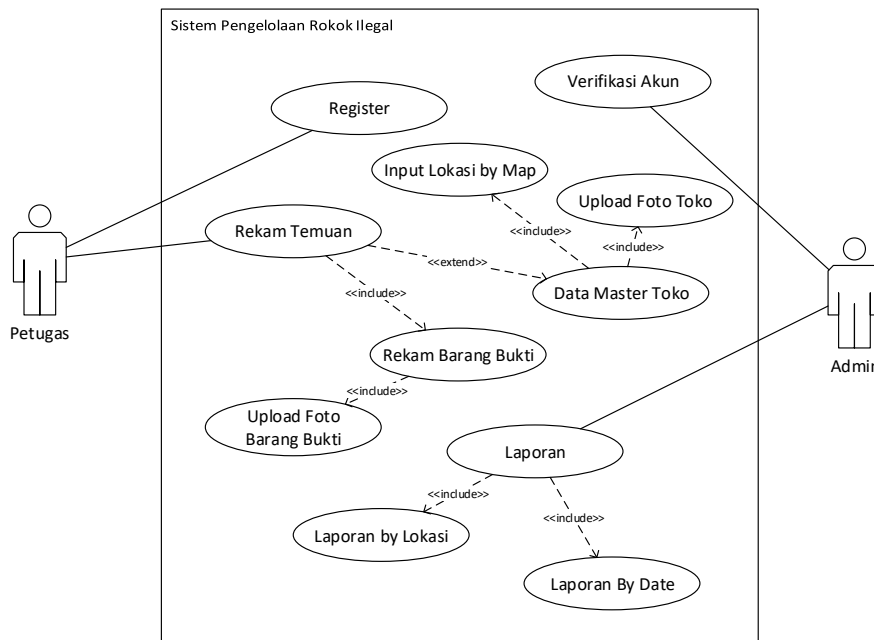 Sistem Pengelolaan Rokok Ilegal
Verifikasi Akun
Register
Input Lokasi by Map
Upload Foto Toko
Rekam Temuan
<<include>>
<<include>>
<<extend>>
Data Master Toko
<<include>>
Petugas
Rekam Barang Bukti
Admin
<<include>>
Upload Foto
Barang Bukti
Laporan
<<include>>
<<include>>
Laporan by Lokasi
Laporan By Date